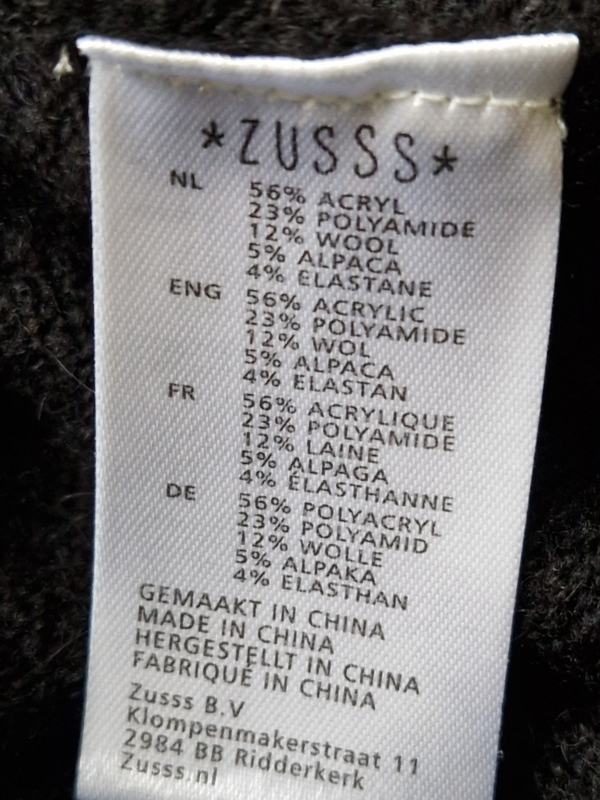 *ZUSSS*
NL 56% ACRYL
23% POLYAMIDE
12% WOOL
5% ALPACA
4% ELASTANE
ENG 56% ACRYLIC
23% POLYAMIDE
12% WOL
5% ALPACA
4% ELASTAN
FR 56% ACRYLIQUE
23% POLYAMIDE
12% LAINE
5% ALPAGA
4% ÉLASTHANNE
DE 56% POLYACRYL
23% POLYAMID
12% WOLLE
5% ALPAKA
4% ELASTHAN
GEMAAKT IN CHINA
MADE IN CHINA
HERGESTELLT IN CHINA
FABRIQUÉ IN CHINA
Zusss B.V
Klompenmakerstraat 11
2984 BB Ridderkerk
Zusss.nl